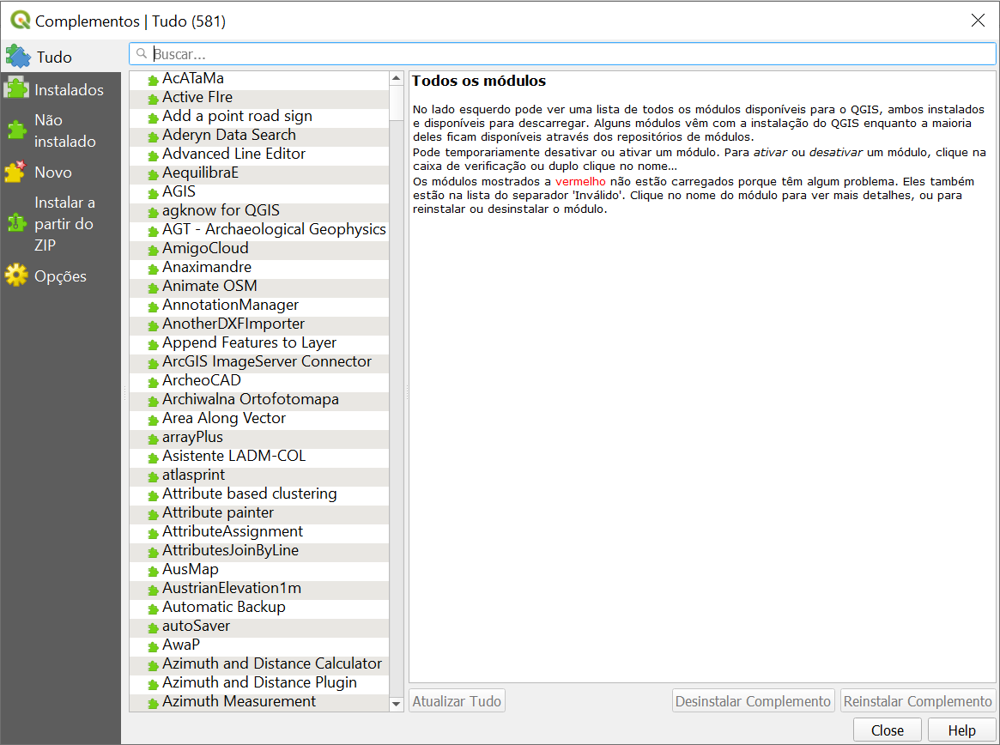 Complementos | Tudo (581)
Tudo
Instalados
Não
instalado
Novo
Instalar a
partir do
ZIP
Opções
Buscar...
AcATaMa
Active FIre
Add a point road sign
Aderyn Data Search
Advanced Line Editor
AequilibraE
AGIS
agknow for QGIS
AGT - Archaeological Geophysics
AmigoCloud
Anaximandre
Animate OSM
AnnotationManager
AnotherDXFImporter
Append Features to Layer
ArcGIS ImageServer Connector
ArcheoCAD
Archiwalna Ortofotomapa
Area Along Vector
arrayPlus
Asistente LADM-COL
atlasprint
Attribute based clustering
Attribute painter
AttributeAssignment
AttributesJoinByLine
AusMap
AustrianElevation1m
Automatic Backup
autoSaver
AwaP
Azimuth and Distance Calculator
Azimuth and Distance Plugin
Azimuth Measurement
Todos os módulos
No lado esquerdo pode ver uma lista de todos os módulos disponíveis para o QGIS, ambos instalados
e disponíveis para descarregar. Alguns módulos vêm com a instalação do QGIS enquanto a maioria
deles ficam disponíveis através dos repositórios de módulos.
Pode temporariamente desativar ou ativar um módulo. Para ativar ou desativar um módulo, clique na
caixa de verificação ou duplo clique no nome...
Os módulos mostrados a vermelho não estão carregados porque têm algum problema. Eles também
estão na lista do separador 'Inválido'. Clique no nome do módulo para ver mais detalhes, ou para
reinstalar ou desinstalar o módulo.
Atualizar Tudo
Desinstalar Complemento
Reinstalar Complemento
Close
Help